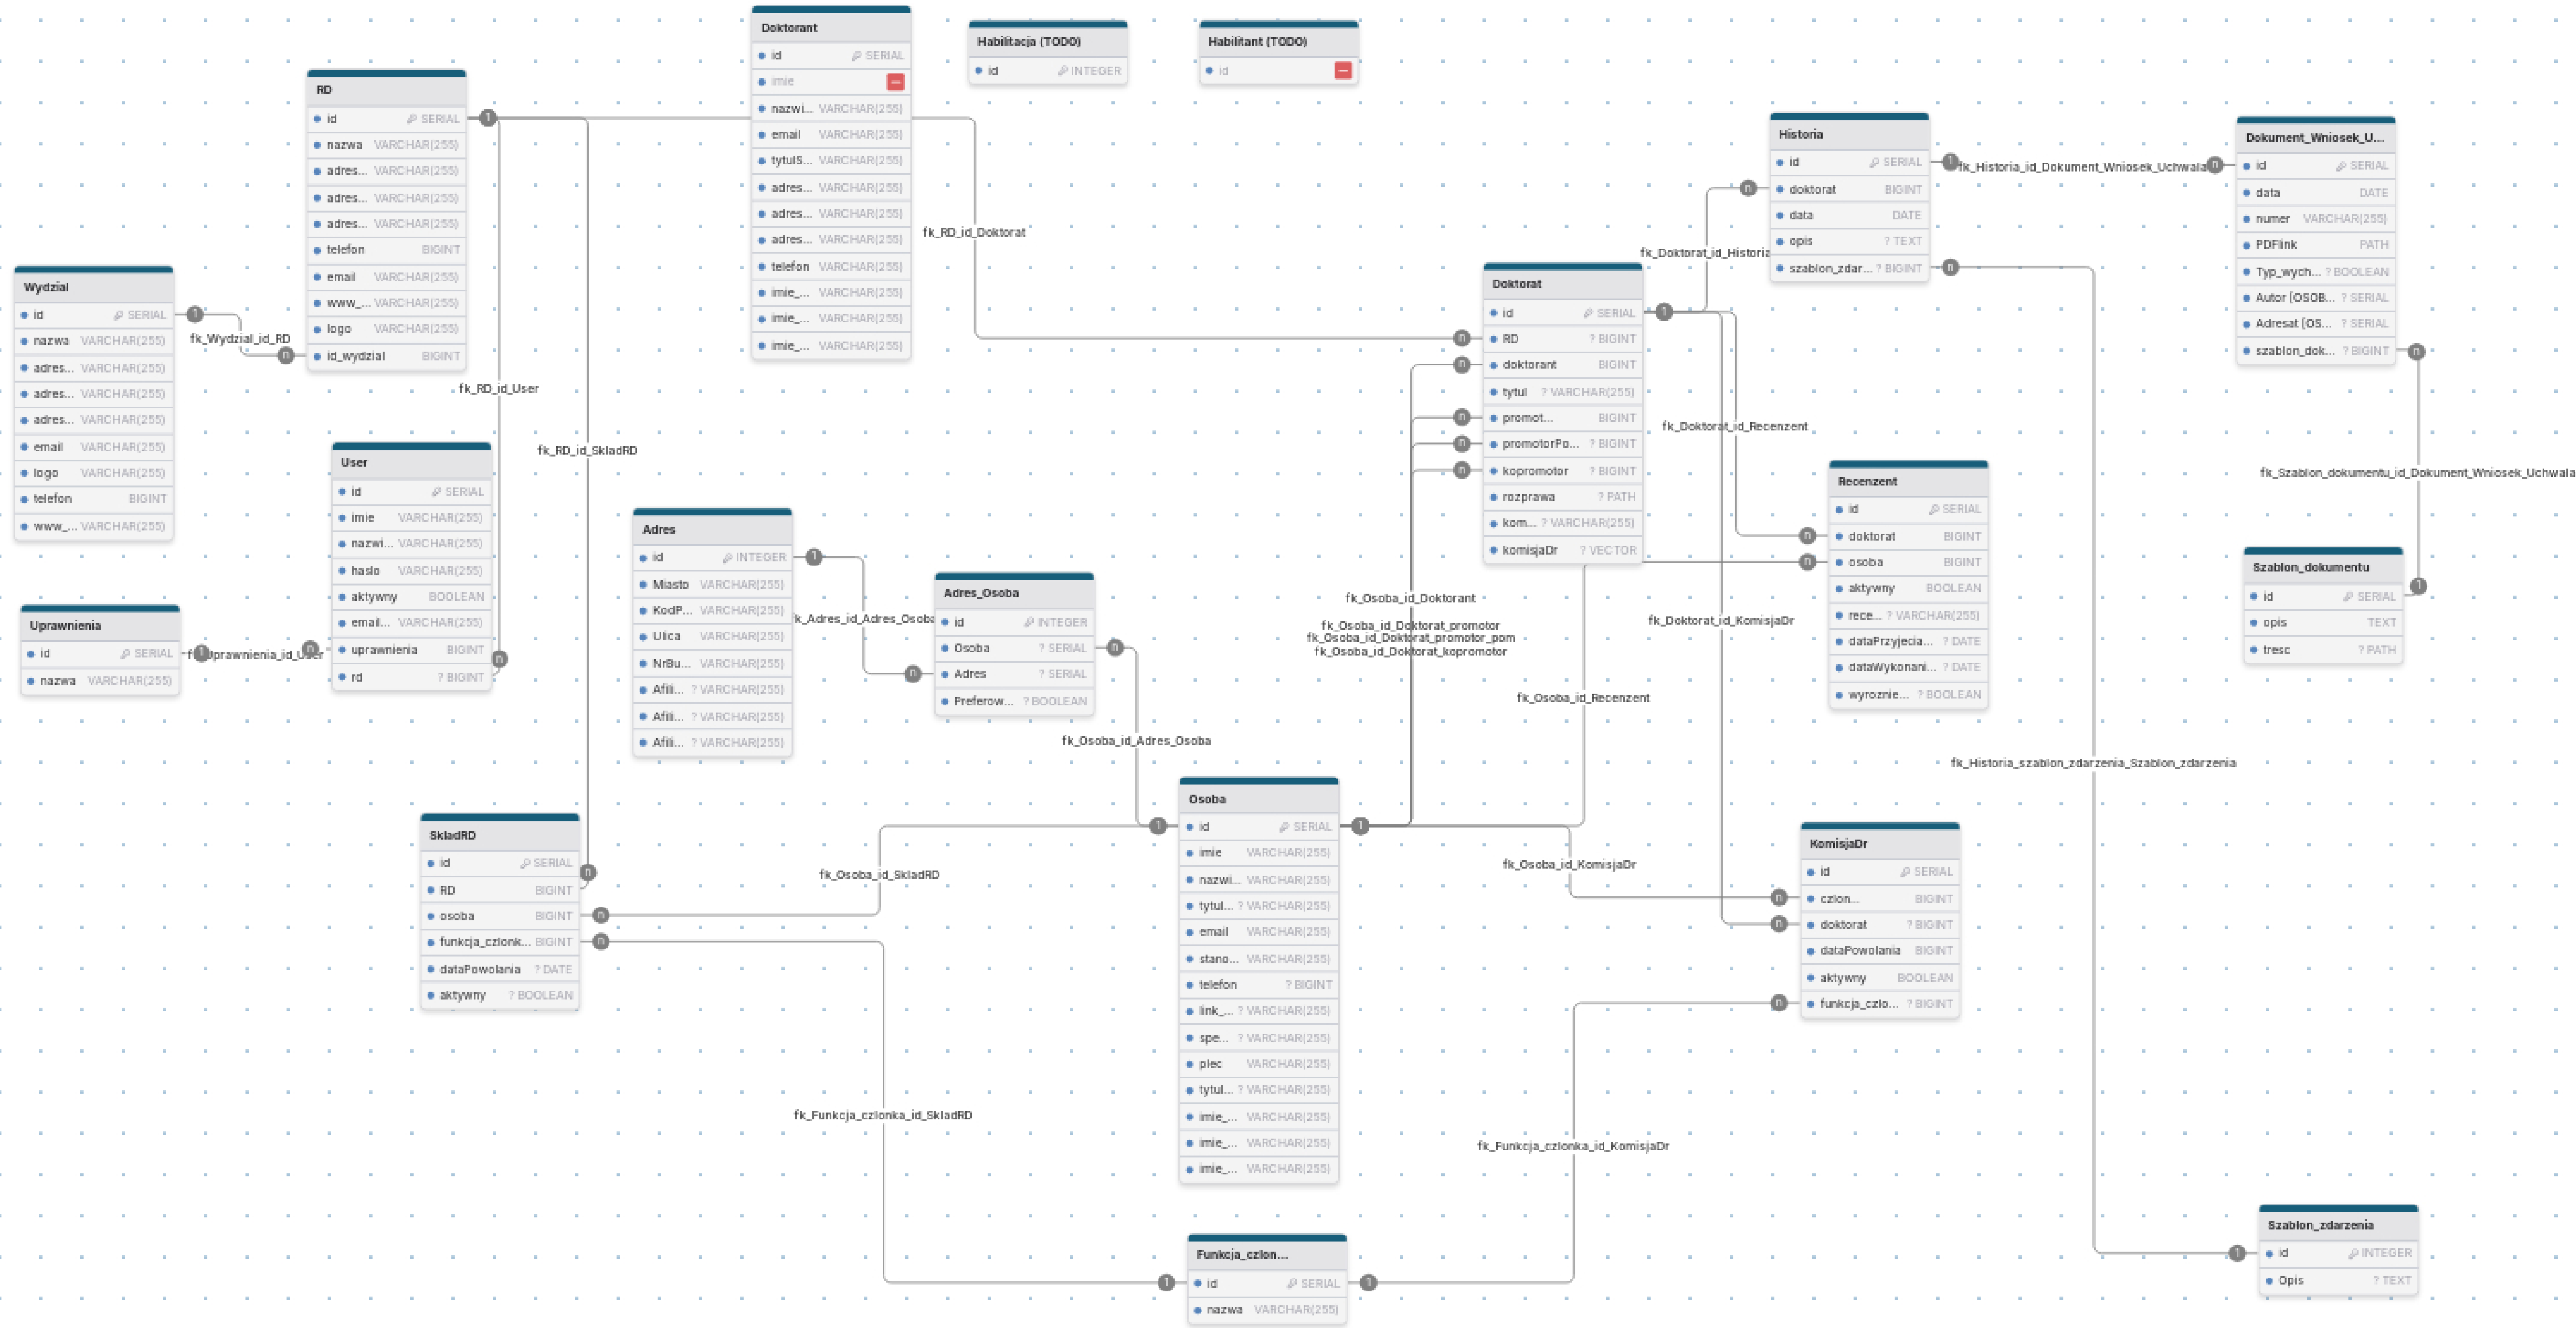 Doktorant
id SERIAL
imie
nazwi... VARCHAR(255)
email VARCHAR(255)
tytulS... VARCHAR(255)
adres... VARCHAR(255)
adres... VARCHAR(255)
adres... VARCHAR(255)
telefon VARCHAR(255)
imie_... VARCHAR(255)
imie_... VARCHAR(255)
imie_... VARCHAR(255)
Habilitacja (TODO)
id INTEGER
Habilitant (TODO)
id
RD
id SERIAL
nazwa VARCHAR(255)
adres... VARCHAR(255)
adres... VARCHAR(255)
adres... VARCHAR(255)
telefon BIGINT
email VARCHAR(255)
www_... VARCHAR(255)
logo VARCHAR(255)
id_wydzial BIGINT
1
fk_RD_id_Doktorat
fk_RD_id_User
fk_RD_id_SkladRD
Wydzial
id SERIAL
nazwa VARCHAR(255)
adres... VARCHAR(255)
adres... VARCHAR(255)
adres... VARCHAR(255)
email VARCHAR(255)
logo VARCHAR(255)
telefon BIGINT
www_... VARCHAR(255)
1
fk_Wydzial_id_RD
n
User
id SERIAL
imie VARCHAR(255)
nazwi... VARCHAR(255)
haslo VARCHAR(255)
aktywny BOOLEAN
email... VARCHAR(255)
uprawnienia BIGINT
rd ? BIGINT
n
Uprawnienia
id SERIAL
nazwa VARCHAR(255)
1
n
Adres
id INTEGER
Miasto VARCHAR(255)
KodP... VARCHAR(255)
Ulica VARCHAR(255)
NrBu... VARCHAR(255)
Afili... ? VARCHAR(255)
Afili... ? VARCHAR(255)
Afili... ? VARCHAR(255)
1
k_Adres_id_Adres_Osoba
n
Adres_Osoba
id INTEGER
Osoba ? SERIAL
Adres ? SERIAL
Preferow... ? BOOLEAN
n
fk_Osoba_id_Adres_Osoba
SkladRD
id SERIAL
RD BIGINT
osoba BIGINT
funkcja_czlonk... BIGINT
dataPowolania ? DATE
aktywny ? BOOLEAN
n
n
n
fk_Osoba_id_SkladRD
fk_Funkcja_czlonka_id_SkladRD
Osoba
id SERIAL
imie VARCHAR(255)
nazwi... VARCHAR(255)
tytul... ? VARCHAR(255)
email VARCHAR(255)
stano... VARCHAR(255)
telefon ? BIGINT
link_... ? VARCHAR(255)
spe... ? VARCHAR(255)
plec VARCHAR(255)
tytul... ? VARCHAR(255)
imie_... VARCHAR(255)
imie_... VARCHAR(255)
imie_... VARCHAR(255)
1
1
fk_Osoba_id_Doktorant
fk_Osoba_id_Doktorat_promotor
fk_Osoba_id_Doktorat_promotor_pom
fk_Osoba_id_Doktorat_kopromotor
fk_Osoba_id_Recenzent
fk_Osoba_id_KomisjaDr
Funkcja_czlon...
id SERIAL
nazwa VARCHAR(255)
1
1
fk_Funkcja_czlonka_id_KomisjaDr
Doktorat
id SERIAL
RD ? BIGINT
doktorant BIGINT
tytul ? VARCHAR(255)
promot... BIGINT
promotorPo... ? BIGINT
kopromotor ? BIGINT
rozprawa ? PATH
kom... ? VARCHAR(255)
komisjaDr ? VECTOR
n
n
n
n
n
1
fk_Doktorat_id_Historia
fk_Doktorat_id_Recenzent
fk_Doktorat_id_KomisjaDr
Historia
id SERIAL
doktorat BIGINT
data DATE
opis ? TEXT
szablon_zdar... ? BIGINT
n
1
n
fk_Historia_id_Dokument_Wniosek_Uchwala
n
Dokument_Wniosek_U...
id SERIAL
data DATE
numer VARCHAR(255)
PDFlink PATH
Typ_wych... ? BOOLEAN
Autor [OSOB... ? SERIAL
Adresat [OS... ? SERIAL
szablon_dok... ? BIGINT
n
fk_Szablon_dokumentu_id_Dokument_Wniosek_Uchwala
1
Szablon_dokumentu
id SERIAL
opis TEXT
tresc ? PATH
Recenzent
id SERIAL
doktorat BIGINT
osoba BIGINT
aktywny BOOLEAN
rece... ? VARCHAR(255)
dataPrzyjecia... ? DATE
dataWykonani... ? DATE
wyroznie... ? BOOLEAN
n
n
fk_Historia_szablon_zdarzenia_Szablon_zdarzenia
KomisjaDr
id SERIAL
czlon... BIGINT
doktorat ? BIGINT
dataPowolania BIGINT
aktywny BOOLEAN
funkcja_czlo... ? BIGINT
n
n
n
Szablon_zdarzenia
id INTEGER
Opis ? TEXT
1